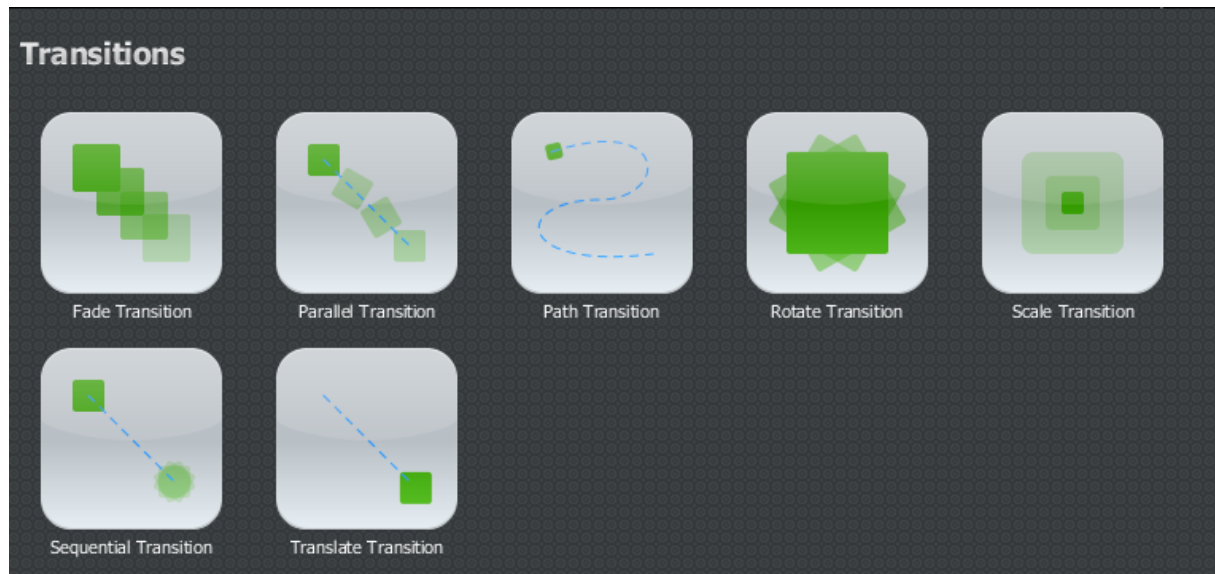 Transitions
Fade Transition
Parallel Transition
Path Transition
Rotate Transition
Scale Transition
Sequential Transition
Translate Transition